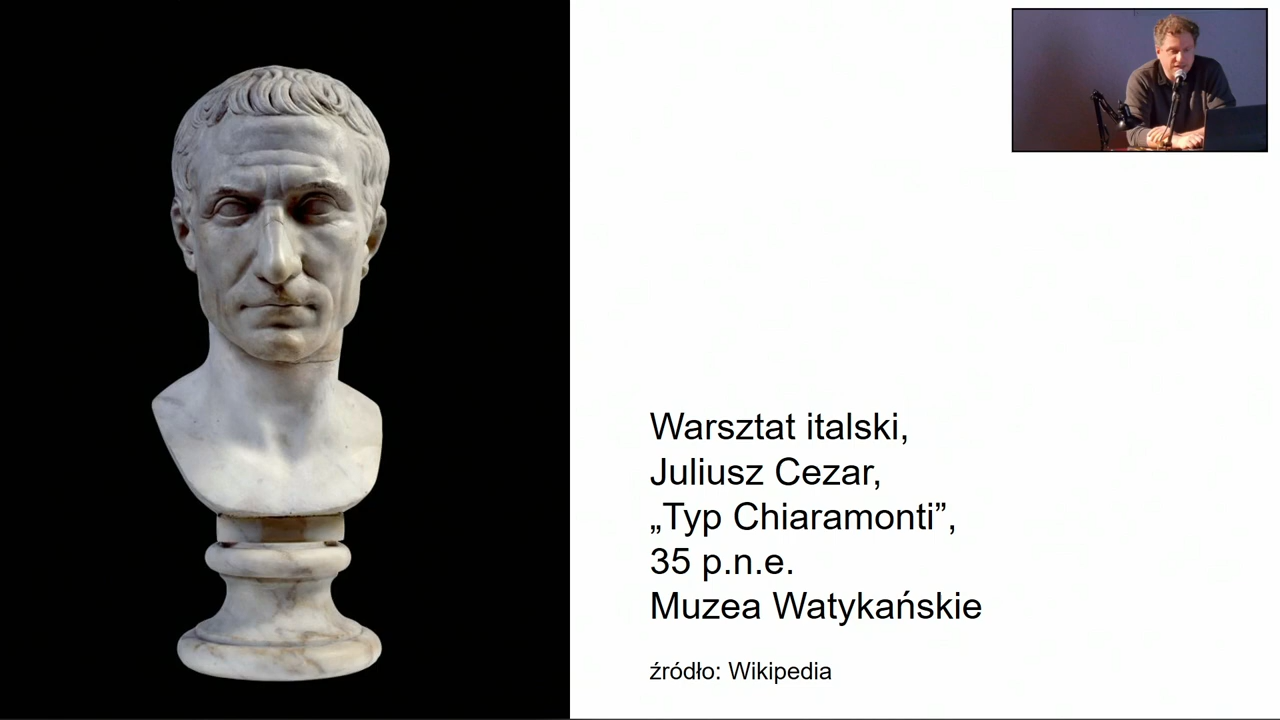 Warsztat italski,
Juliusz Cezar,
„Typ Chiaramonti”,
35 p.n.e.
Muzea Watykańskie
źródło: Wikipedia